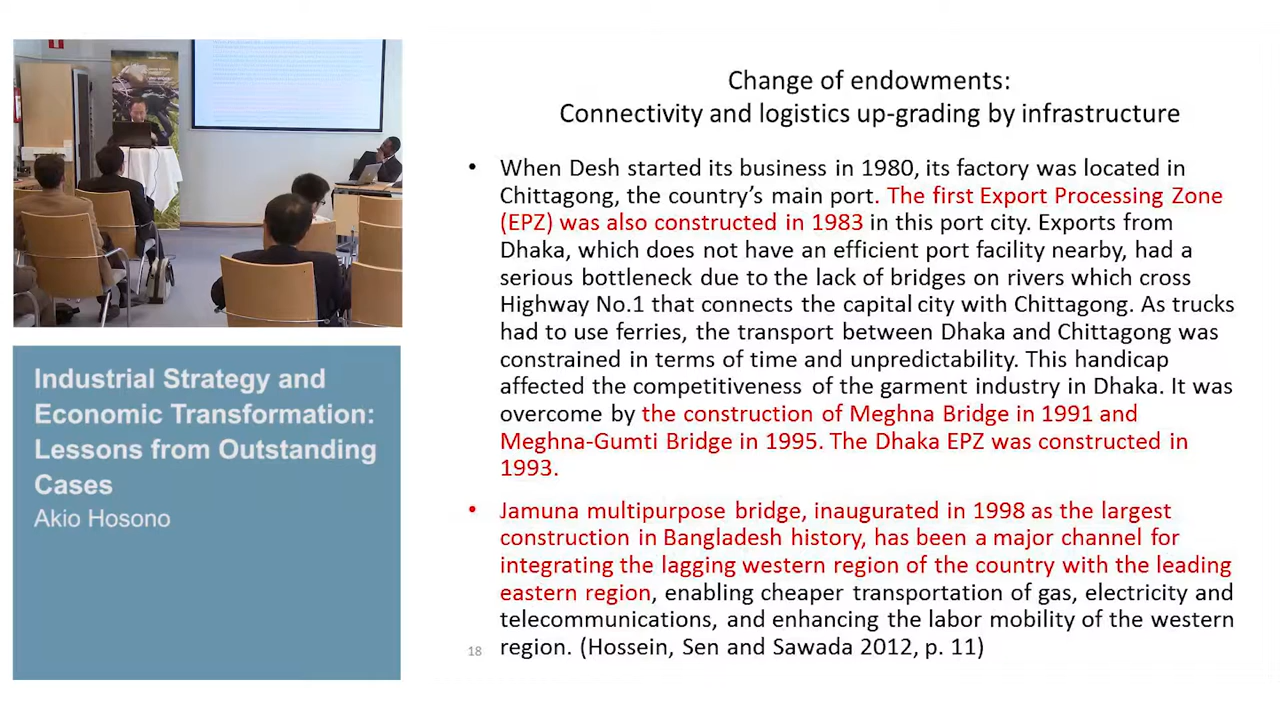 Change of endowments:
Connectivity and logistics up-grading by infrastructure
• When Desh started its business in 1980, its factory was located in
Chittagong, the country's main port. The first Export Processing Zone
(EPZ) was also constructed in 1983 in this port city. Exports from
Dhaka, which does not have an efficient port facility nearby, had a
serious bottleneck due to the lack of bridges on rivers which cross
Highway No.1 that connects the capital city with Chittagong. As trucks
had to use ferries, the transport between Dhaka and Chittagong was
constrained in terms of time and unpredictability. This handicap
affected the competitiveness of the garment industry in Dhaka. It was
overcome by the construction of Meghna Bridge in 1991 and
Meghna-Gumti Bridge in 1995. The Dhaka EPZ was constructed in
1993.
• Jamuna multipurpose bridge, inaugurated in 1998 as the largest
construction in Bangladesh history, has been a major channel for
integrating the lagging western region of the country with the leading
eastern region, enabling cheaper transportation of gas, electricity and
telecommunications, and enhancing the labor mobility of the western
region. (Hossein, Sen and Sawada 2012, p. 11)
18
Industrial Strategy and
Economic Transformation:
Lessons from Outstanding
Cases
Akio Hosono